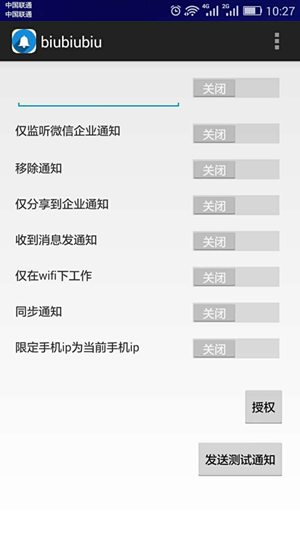 中国联通
中国联通
4G 2G 10:27
biubiubiu
关闭
仅监听微信企业通知 关闭
移除通知 关闭
仅分享到企业通知 关闭
收到消息发通知 关闭
仅在wifi下工作 关闭
同步通知 关闭
限定手机ip为当前手机ip 关闭
授权
发送测试通知